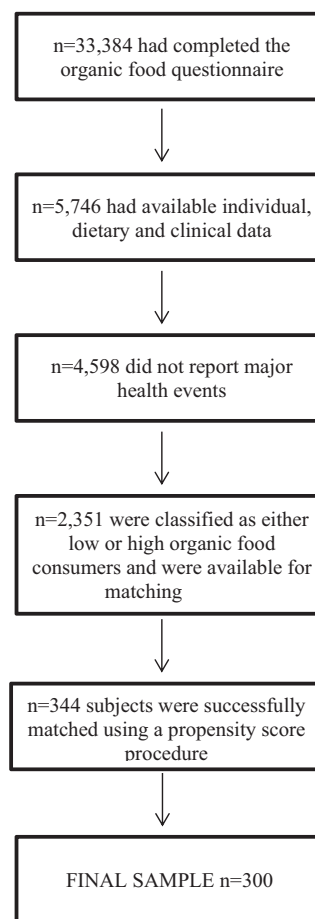 n=33,384 had completed the
organic food questionnaire
n=5,746 had available individual,
dietary and clinical data
n=4,598 did not report major
health events
n=2,351 were classified as either
low or high organic food
consumers and were available for
matching
n=344 subjects were successfully
matched using a propensity score
procedure
FINAL SAMPLE n=300